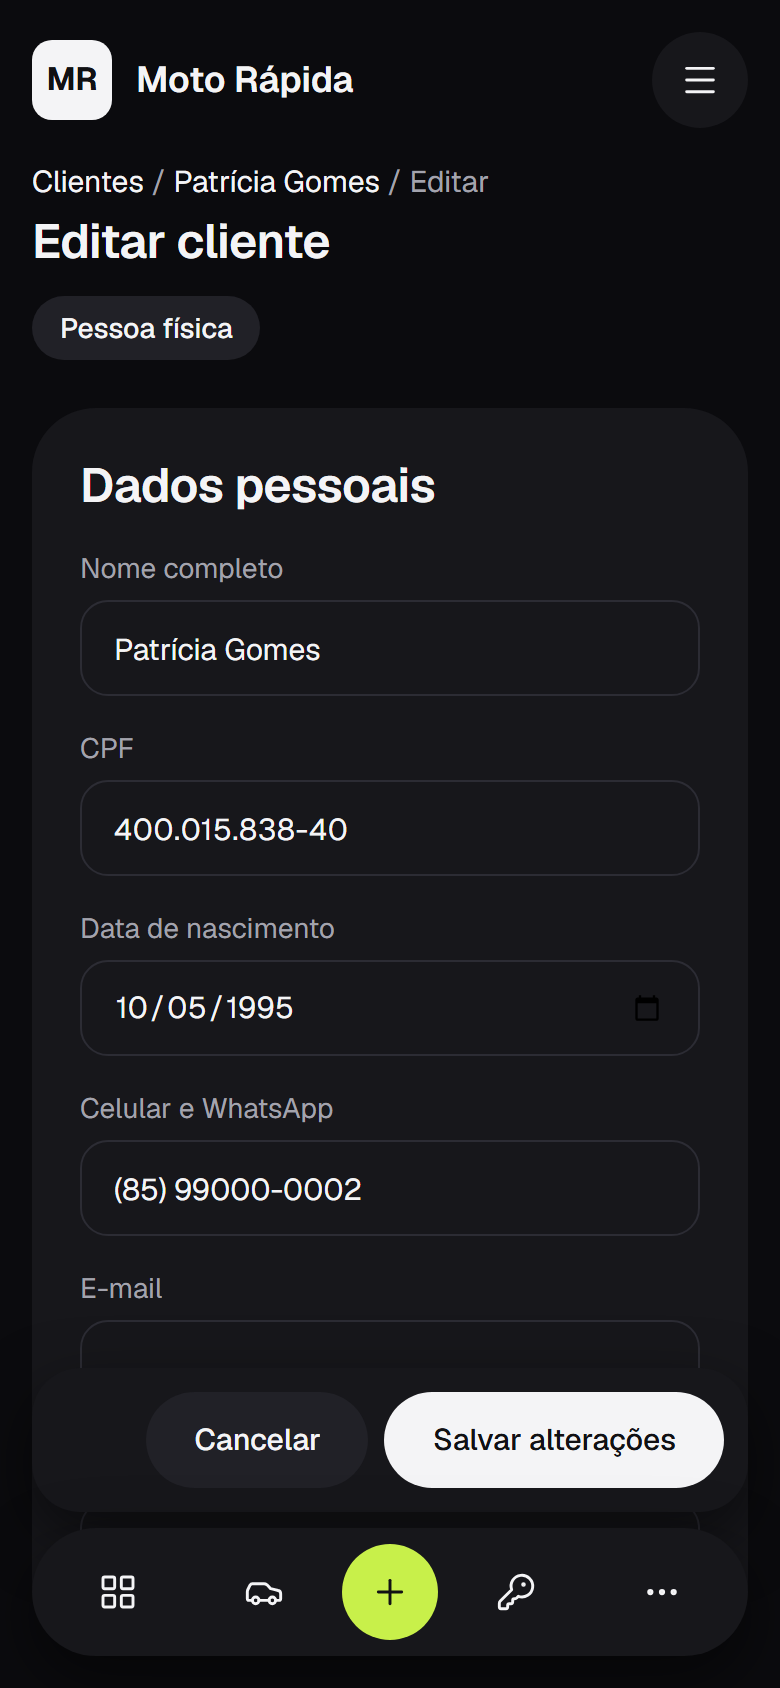 MR
Moto Rápida
Clientes / Patrícia Gomes / Editar
Editar cliente
Pessoa física
Dados pessoais
Nome completo
Patrícia Gomes
CPF
400.015.838-40
Data de nascimento
10/05/1995
Celular e WhatsApp
(85) 99000-0002
E-mail
Cancelar
Salvar alterações